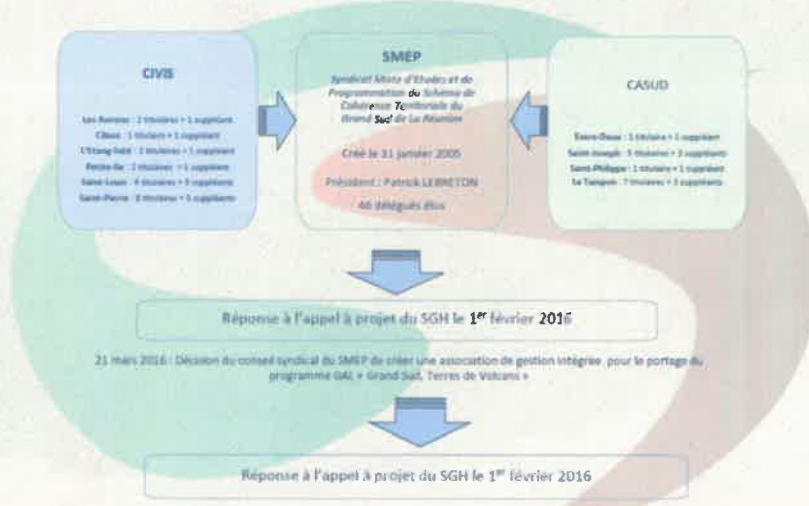 CIVIS
Les Avirons : 2 titulaires + 1 suppléant
Cilaos : 1 titulaire + 1 suppléant
L'Etang-Salé : 2 titulaires + 1 suppléant
Petite-Ile : 2 titulaires + 1 suppléant
Saint-Louis : 6 titulaires + 3 suppléants
Saint-Pierre : 8 titulaires + 5 suppléants
SMEP
Syndicat Mixte d'Etudes et de
Programmation du Schéma de
Cohérence Territoriale du
Grand Sud de La Réunion
Créé le 31 janvier 2005
Président : Patrick LEBRETON
46 délégués élus
CASUD
Entre-Deux : 1 titulaire + 1 suppléant
Saint-Joseph : 5 titulaires + 3 suppléants
Saint-Philippe : 1 titulaire + 1 suppléant
Le Tampon : 7 titulaires + 3 suppléants
Réponse à l'appel à projet du SGH le 1er février 2016
21 mars 2016 : Décision du conseil syndical du SMEP de créer une association de gestion intégrée pour le portage du
programme GAL « Grand Sud, Terres de Volcans »
Réponse à l'appel à projet du SGH le 1er février 2016